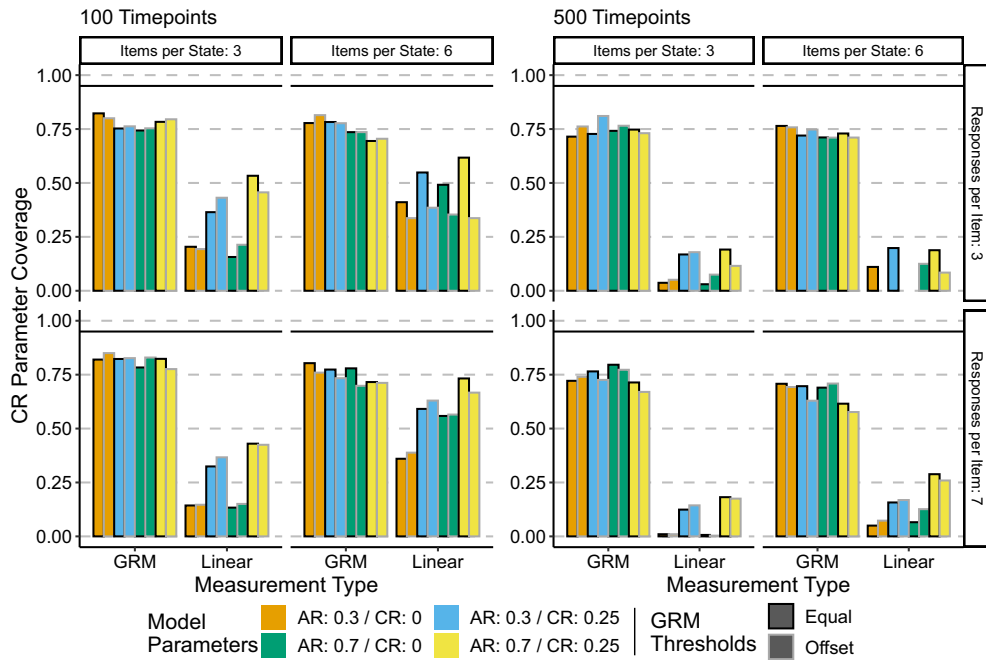 100 Timepoints
500 Timepoints
Items per State: 3
Items per State: 6
Items per State: 3
Items per State: 6
CR Parameter Coverage
1.00
0.75
0.50
0.25
0.00
1.00
0.75
0.50
0.25
0.00
1.00
0.75
0.50
0.25
0.00
1.00
0.75
0.50
0.25
0.00
Responses per Item: 3
Responses per Item: 7
GRM
Linear
GRM
Linear
GRM
Linear
GRM
Linear
Measurement Type
Measurement Type
Model
Parameters
AR: 0.3 / CR: 0
AR: 0.3 / CR: 0.25
AR: 0.7 / CR: 0
AR: 0.7 / CR: 0.25
GRM
Thresholds
Equal
Offset